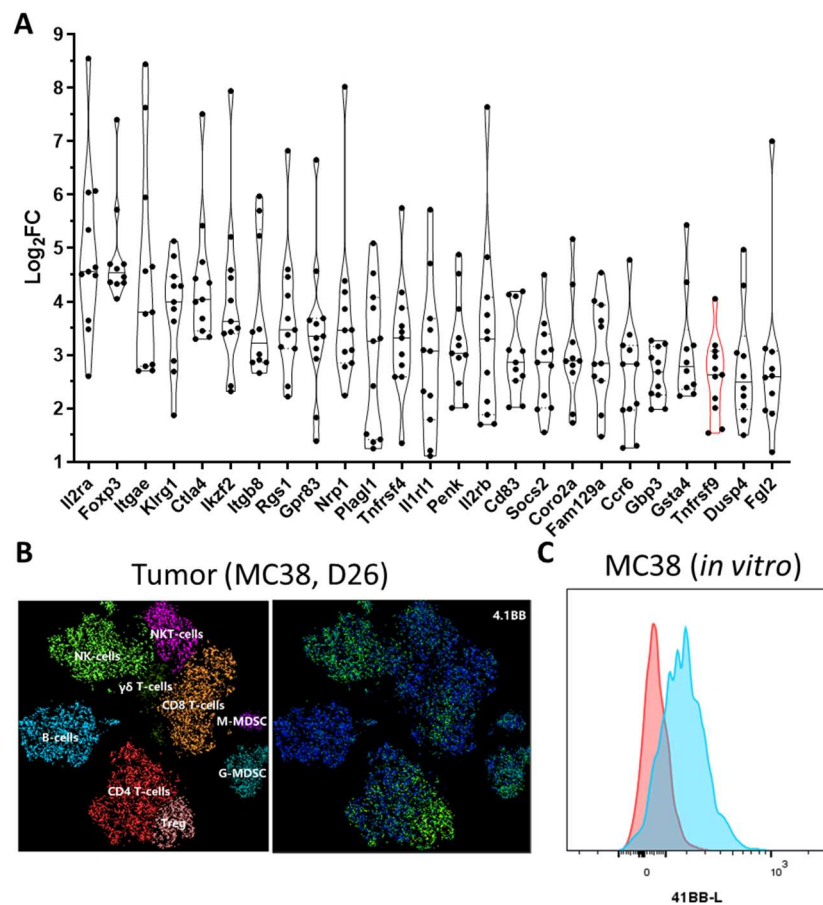 A
9
8
7
6
5
4
3
2
1
Log₂FC
Il2ra
Foxp3
Itgae
Klrg1
Ctla4
Ikzf2
Itgb8
Rgs1
Gpr83
Nrp1
Plagl1
Tnfrsf4
Il1rl1
Penk
Il2rb
Cd83
Socs2
Coro2a
Fam129a
Ccr6
Gbp3
Gsta4
Tnfrsf9
Dusp4
Fgl2
B
Tumor (MC38, D26)
NKT-cells
NK-cells
γδ T-cells
CD8 T-cells
M-MDSC
B-cells
G-MDSC
CD4 T-cells
Treg
4.1BB
C
MC38 (in vitro)
0
10³
41BB-L